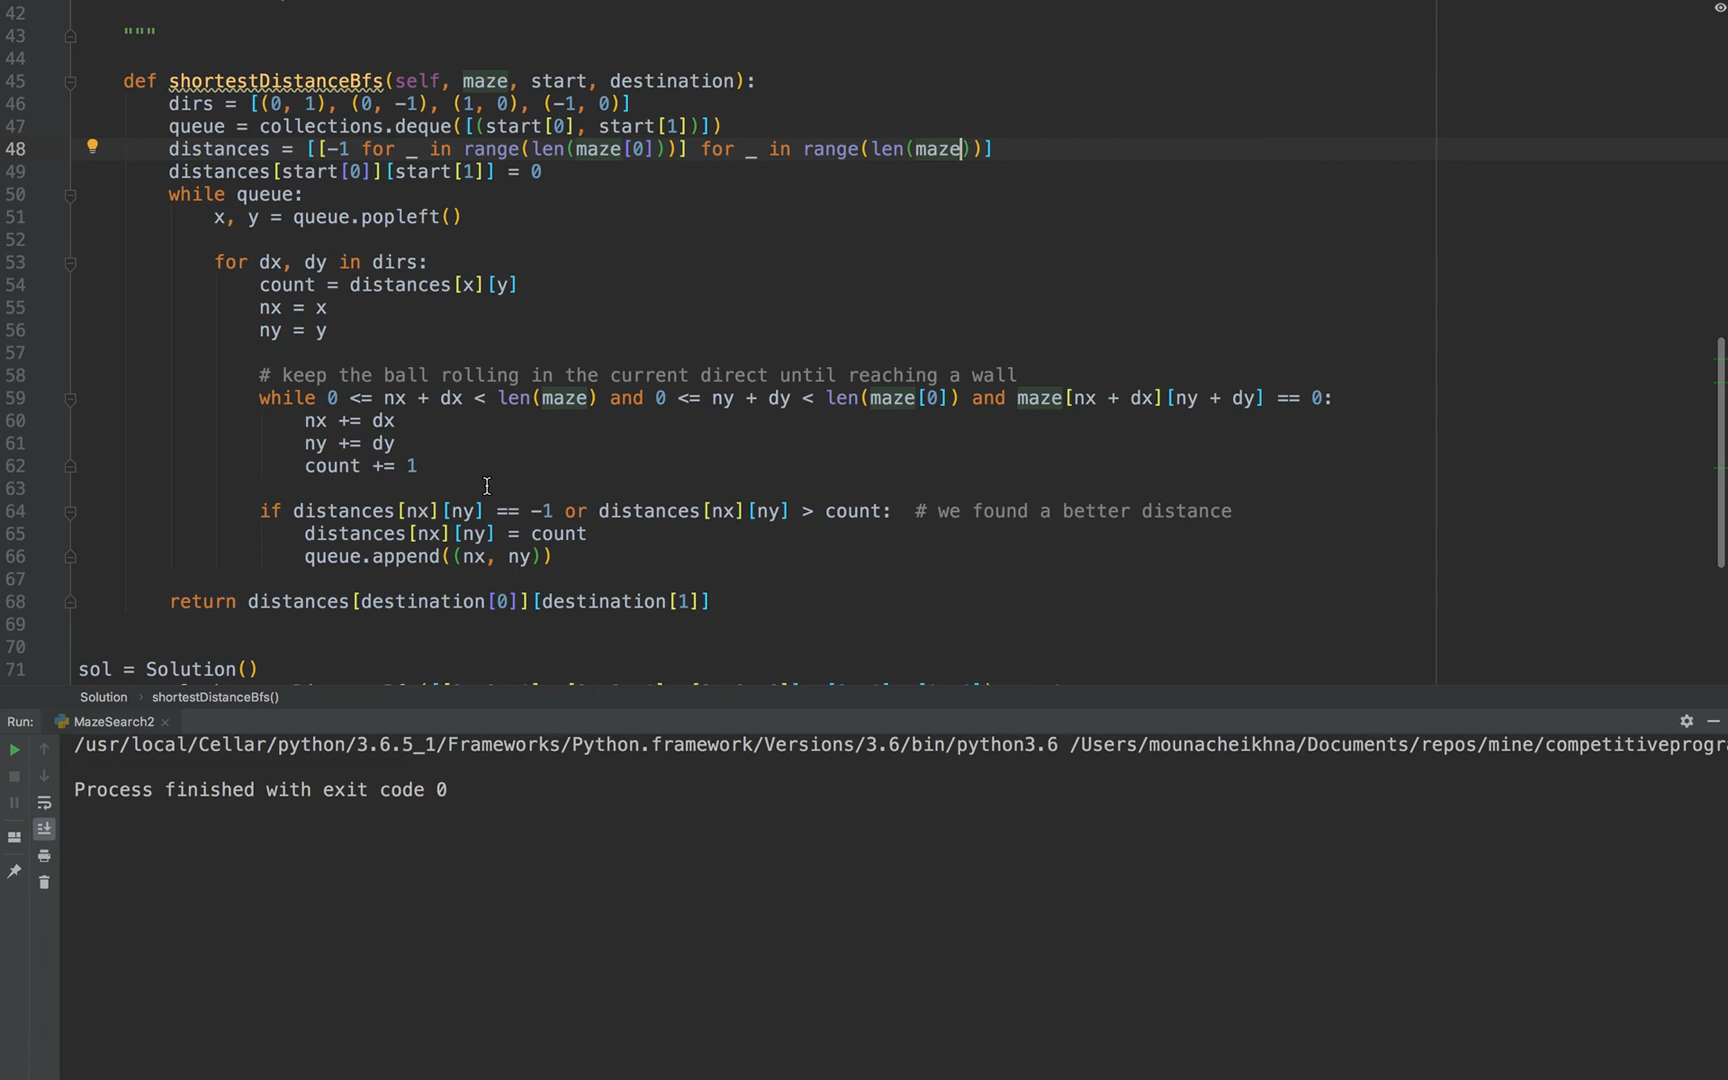 42
43 """
44
45 def shortestDistanceBfs(self, maze, start, destination):
46 dirs = [(0, 1), (0, -1), (1, 0), (-1, 0)]
47 queue = collections.deque([(start[0], start[1])])
48 distances = [[-1 for _ in range(len(maze[0]))] for _ in range(len(maze))]
49 distances[start[0]][start[1]] = 0
50 while queue:
51 x, y = queue.popleft()
52
53 for dx, dy in dirs:
54 count = distances[x][y]
55 nx = x
56 ny = y
57
58 # keep the ball rolling in the current direct until reaching a wall
59 while 0 <= nx + dx < len(maze) and 0 <= ny + dy < len(maze[0]) and maze[nx + dx][ny + dy] == 0:
60 nx += dx
61 ny += dy
62 count += 1
63
64 if distances[nx][ny] == -1 or distances[nx][ny] > count: # we found a better distance
65 distances[nx][ny] = count
66 queue.append((nx, ny))
67
68 return distances[destination[0]][destination[1]]
69
70
71 sol = Solution()
Solution › shortestDistanceBfs()
Run: MazeSearch2
/usr/local/Cellar/python/3.6.5_1/Frameworks/Python.framework/Versions/3.6/bin/python3.6 /Users/mounacheikhna/Documents/repos/mine/competitiveprogra
Process finished with exit code 0